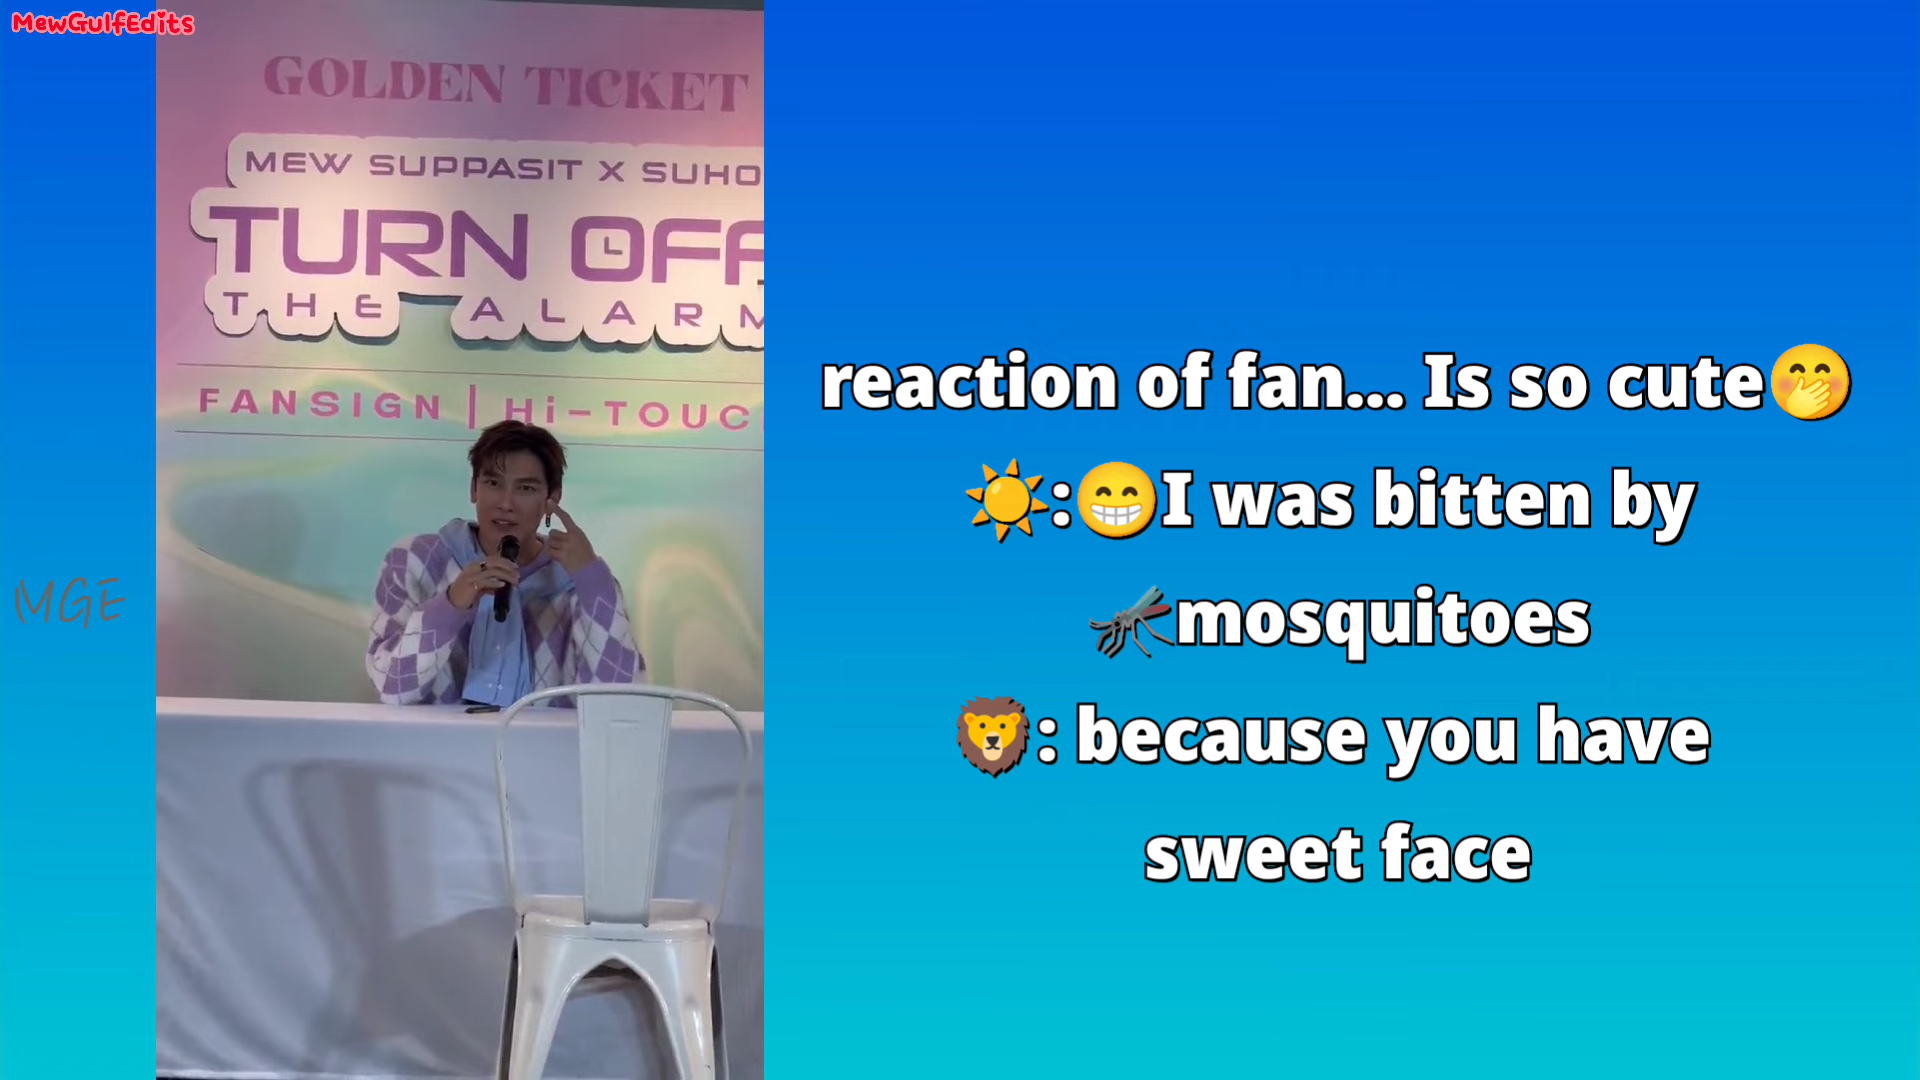 MewGulfEdits
GOLDEN TICKET
MEW SUPPASIT X SUHO
TURN OFF
THE ALARM
FANSIGN | Hi-TOUC
MGE
reaction of fan... Is so cute🤭
☀️:😁I was bitten by
🦟mosquitoes
🦁: because you have
sweet face